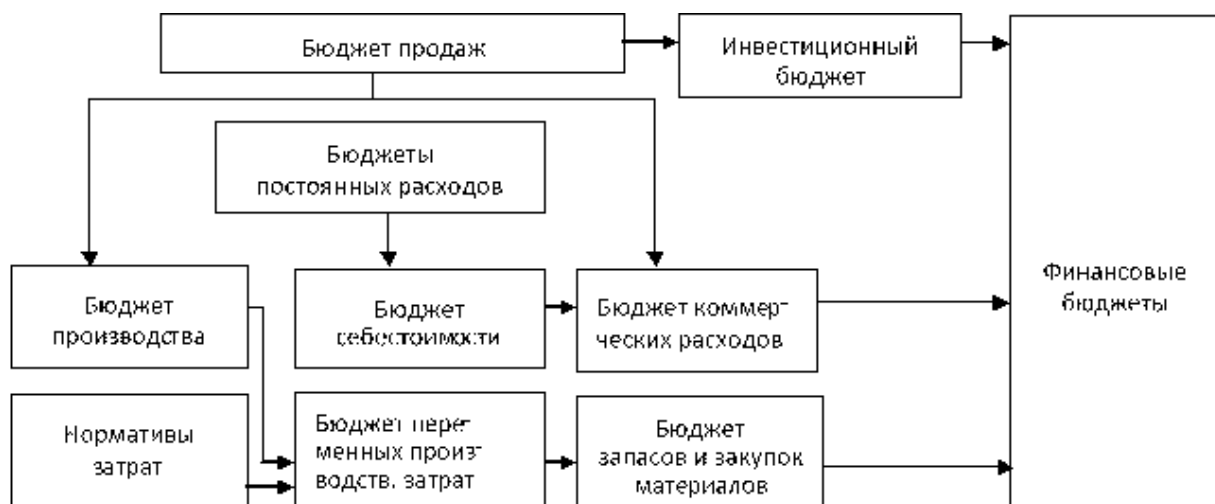 Бюджет продаж
Инвестиционный
бюджет
Бюджеты
постоянных расходов
Финансовые
бюджеты
Бюджет
производства
Бюджет
себестоимости
Бюджет коммер-
ческих расходов
Нормативы
затрат
Бюджет пере-
менных произ-
водств. затрат
Бюджет
запасов и закупок
материалов